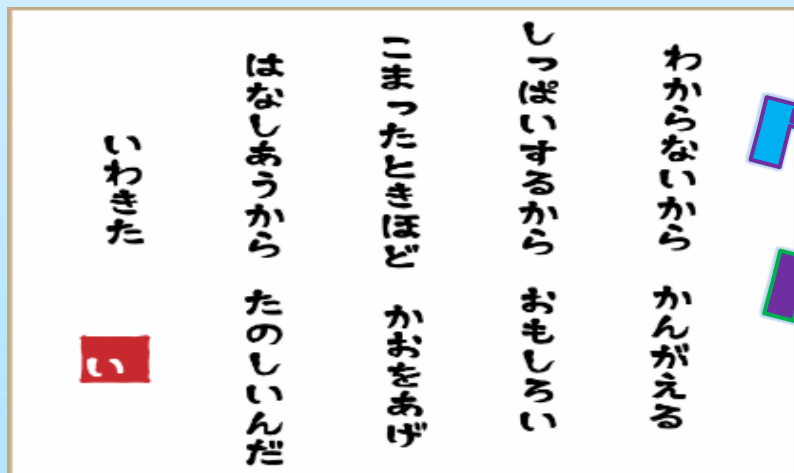 わからないから　かんがえる
しっぱいするから　おもしろい
こまったときほど　かおをあげ
はなしあうから　たのしいんだ
いわきた
い